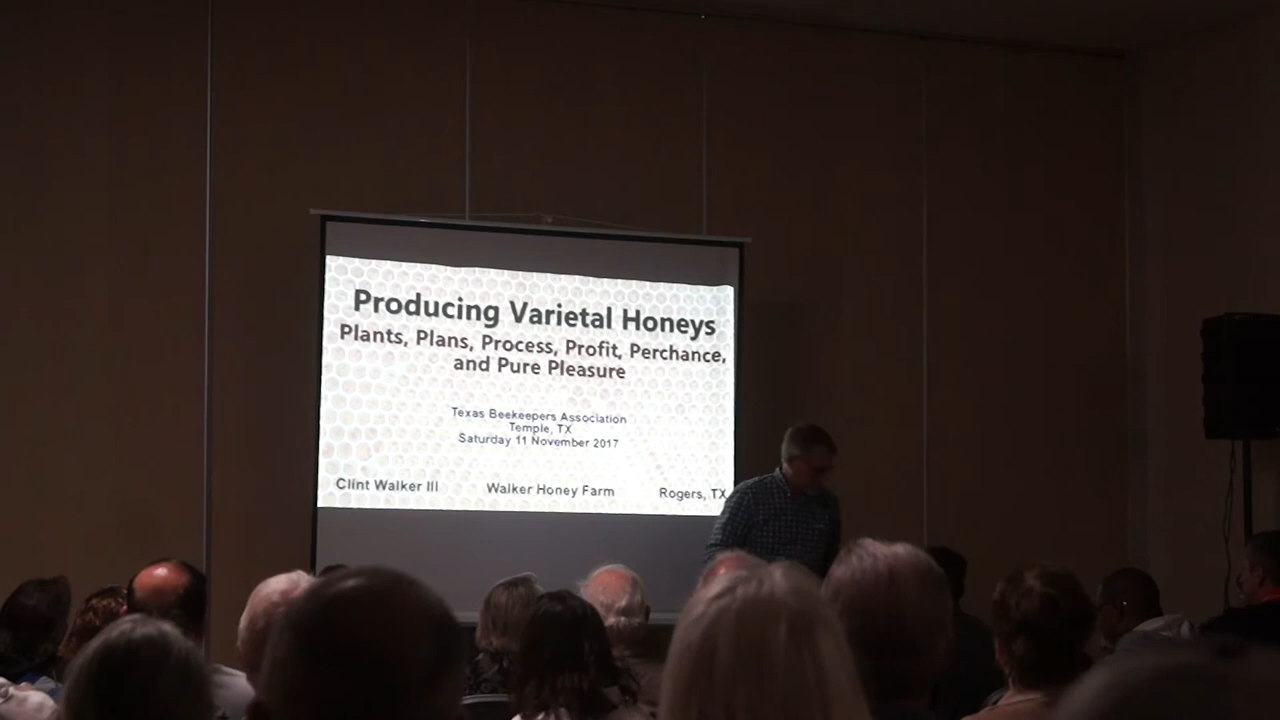 Producing Varietal Honeys
Plants, Plans, Process, Profit, Perchance,
and Pure Pleasure
Texas Beekeepers Association
Temple, TX
Saturday 11 November 2017
Clint Walker III Walker Honey Farm Rogers, TX